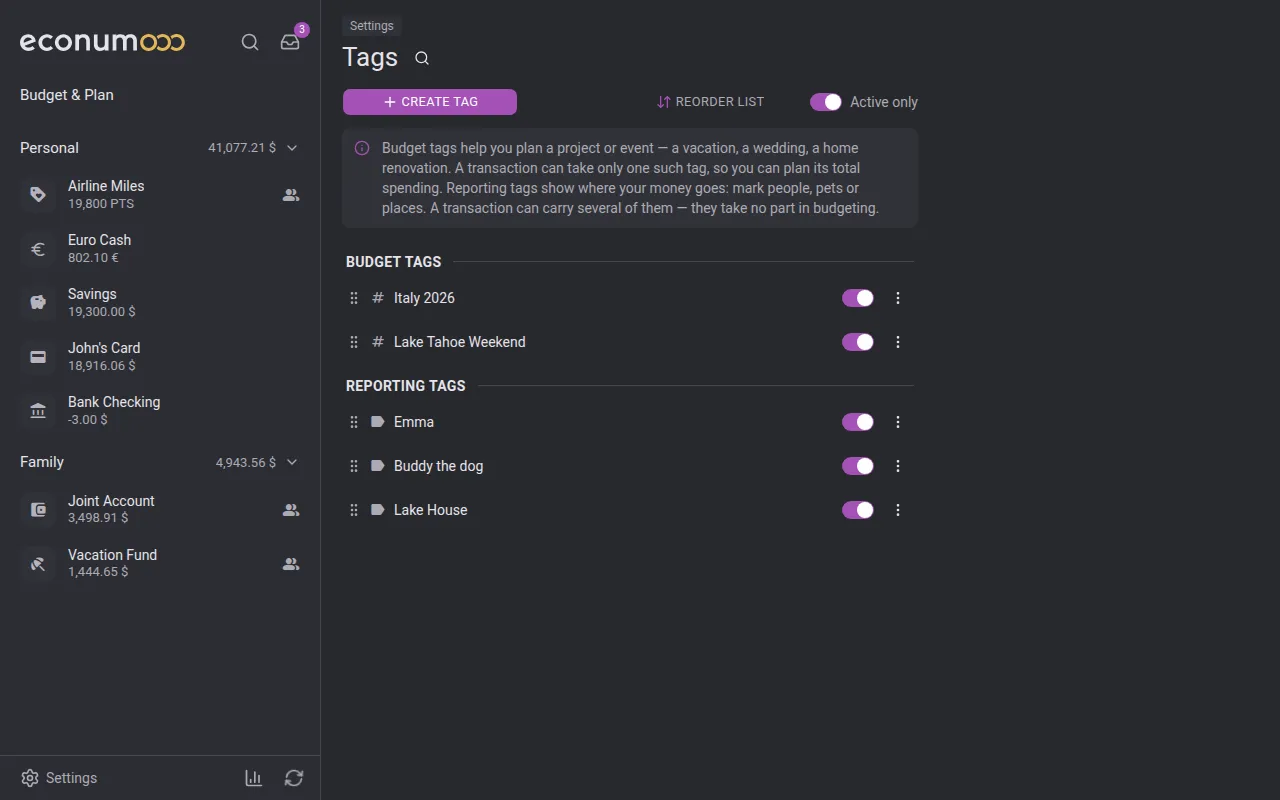 econumo
3
Budget & Plan
Personal 41,077.21 $
Airline Miles
19,800 PTS
Euro Cash
802.10 €
Savings
19,300.00 $
John's Card
18,916.06 $
Bank Checking
-3.00 $
Family 4,943.56 $
Joint Account
3,498.91 $
Vacation Fund
1,444.65 $
Settings
Settings
Tags
CREATE TAG
REORDER LIST
Active only
Budget tags help you plan a project or event — a vacation, a wedding, a home
renovation. A transaction can take only one such tag, so you can plan its total
spending. Reporting tags show where your money goes: mark people, pets or
places. A transaction can carry several of them — they take no part in budgeting.
BUDGET TAGS
# Italy 2026
# Lake Tahoe Weekend
REPORTING TAGS
Emma
Buddy the dog
Lake House